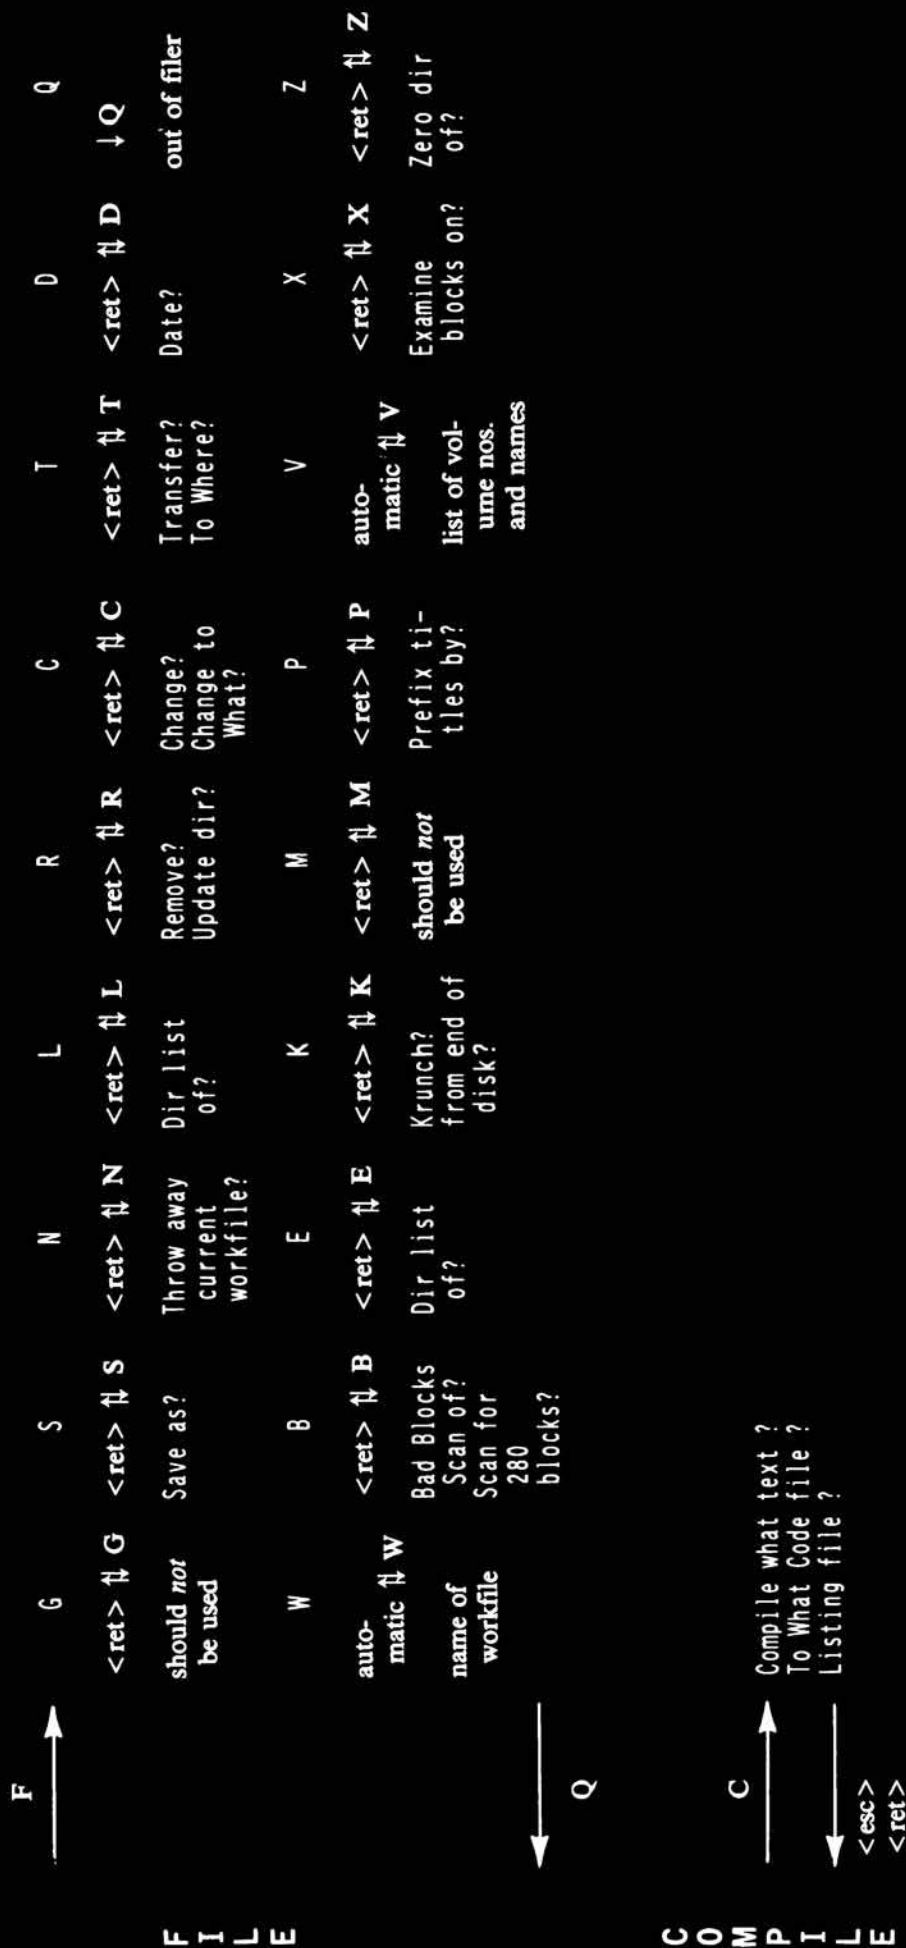 F
FILE
G S N L R C T D Q
<ret> ⇅ G <ret> ⇅ S <ret> ⇅ N <ret> ⇅ L <ret> ⇅ R <ret> ⇅ C <ret> ⇅ T <ret> ⇅ D ↓ Q
should not
be used
Save as?
Throw away
current
workfile?
Dir list
of?
Remove?
Update dir?
Change?
Change to
What?
Transfer?
To Where?
Date?
out of filer
W B E K M P V X Z
auto-
matic ⇅ W
<ret> ⇅ B <ret> ⇅ E <ret> ⇅ K <ret> ⇅ M <ret> ⇅ P
auto-
matic ⇅ V
<ret> ⇅ X <ret> ⇅ Z
name of
workfile
Bad Blocks
Scan of?
Scan for
280
blocks?
Dir list
of?
Krunch?
from end of
disk?
should not
be used
Prefix ti-
tles by?
list of vol-
ume nos.
and names
Examine
blocks on?
Zero dir
of?
Q
COMPILE
C
Compile what text ?
To What Code file ?
Listing file ?
<esc>
<ret>